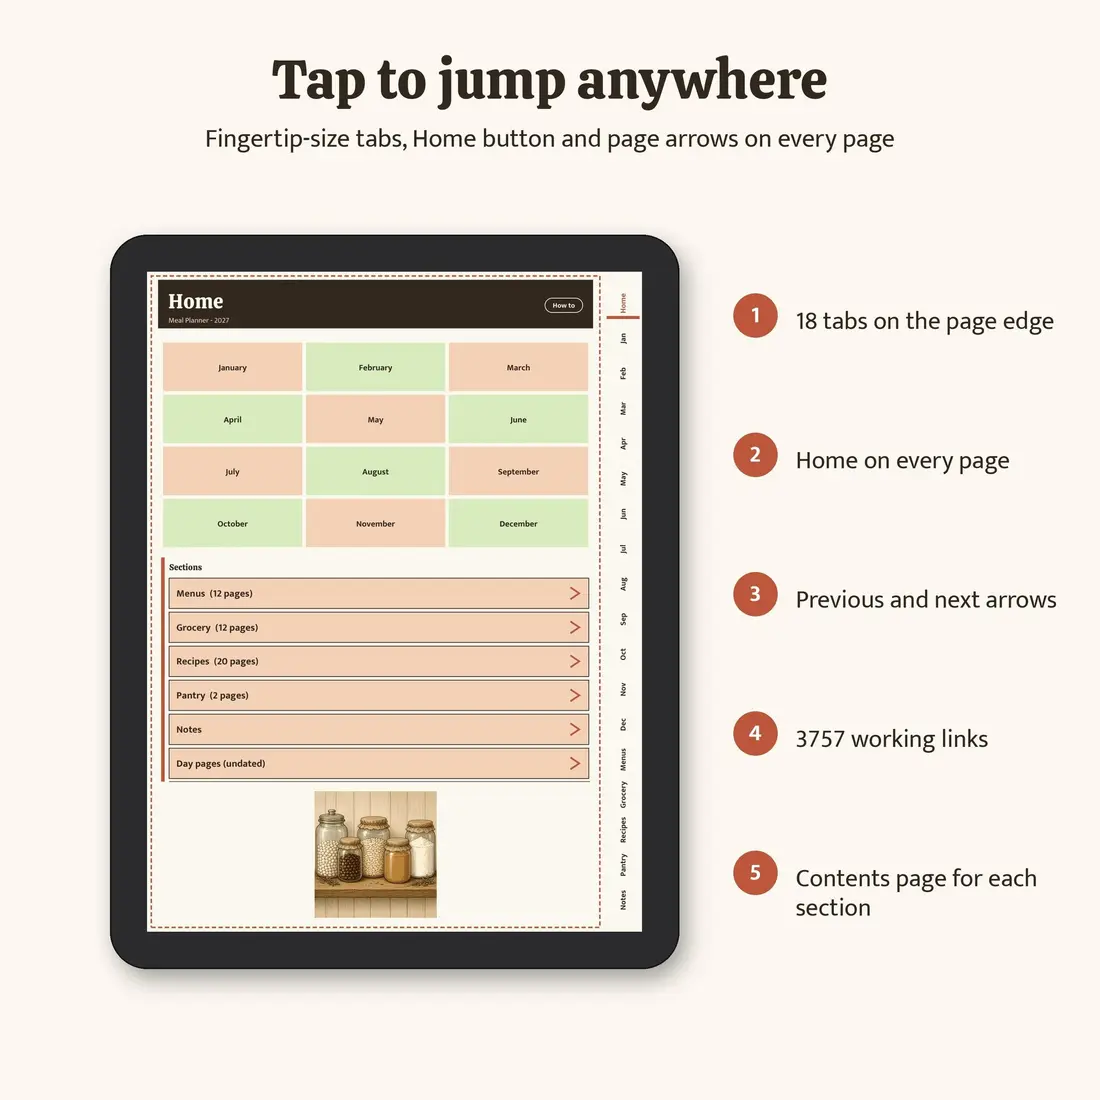 Tap to jump anywhere
Fingertip-size tabs, Home button and page arrows on every page
Home
Meal Planner - 2027
How to
January
February
March
April
May
June
July
August
September
October
November
December
Sections
Menus (12 pages)
Grocery (12 pages)
Recipes (20 pages)
Pantry (2 pages)
Notes
Day pages (undated)
Home
Jan
Feb
Mar
Apr
May
Jun
Jul
Aug
Sep
Oct
Nov
Dec
Menus
Grocery
Recipes
Pantry
Notes
1 18 tabs on the page edge
2 Home on every page
3 Previous and next arrows
4 3757 working links
5 Contents page for each
section